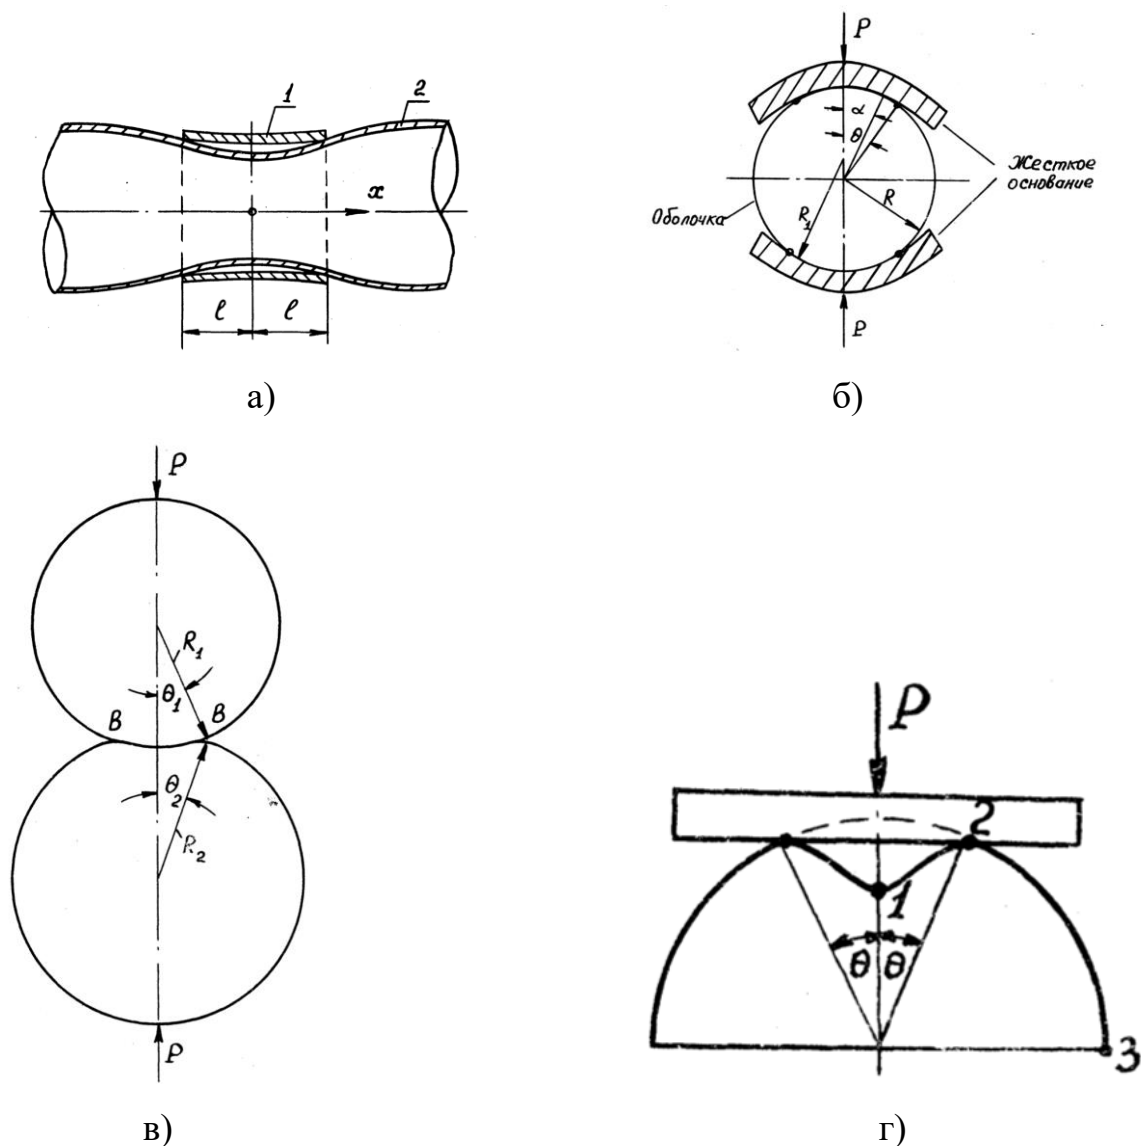 1
2
x
ℓ
ℓ
а)
P
α
θ
Жесткое
основание
R
R₁
Оболочка
P
б)
P
R₁
θ₁
B
B
θ₂
R₂
P
в)
P
2
1
θ
θ
3
г)